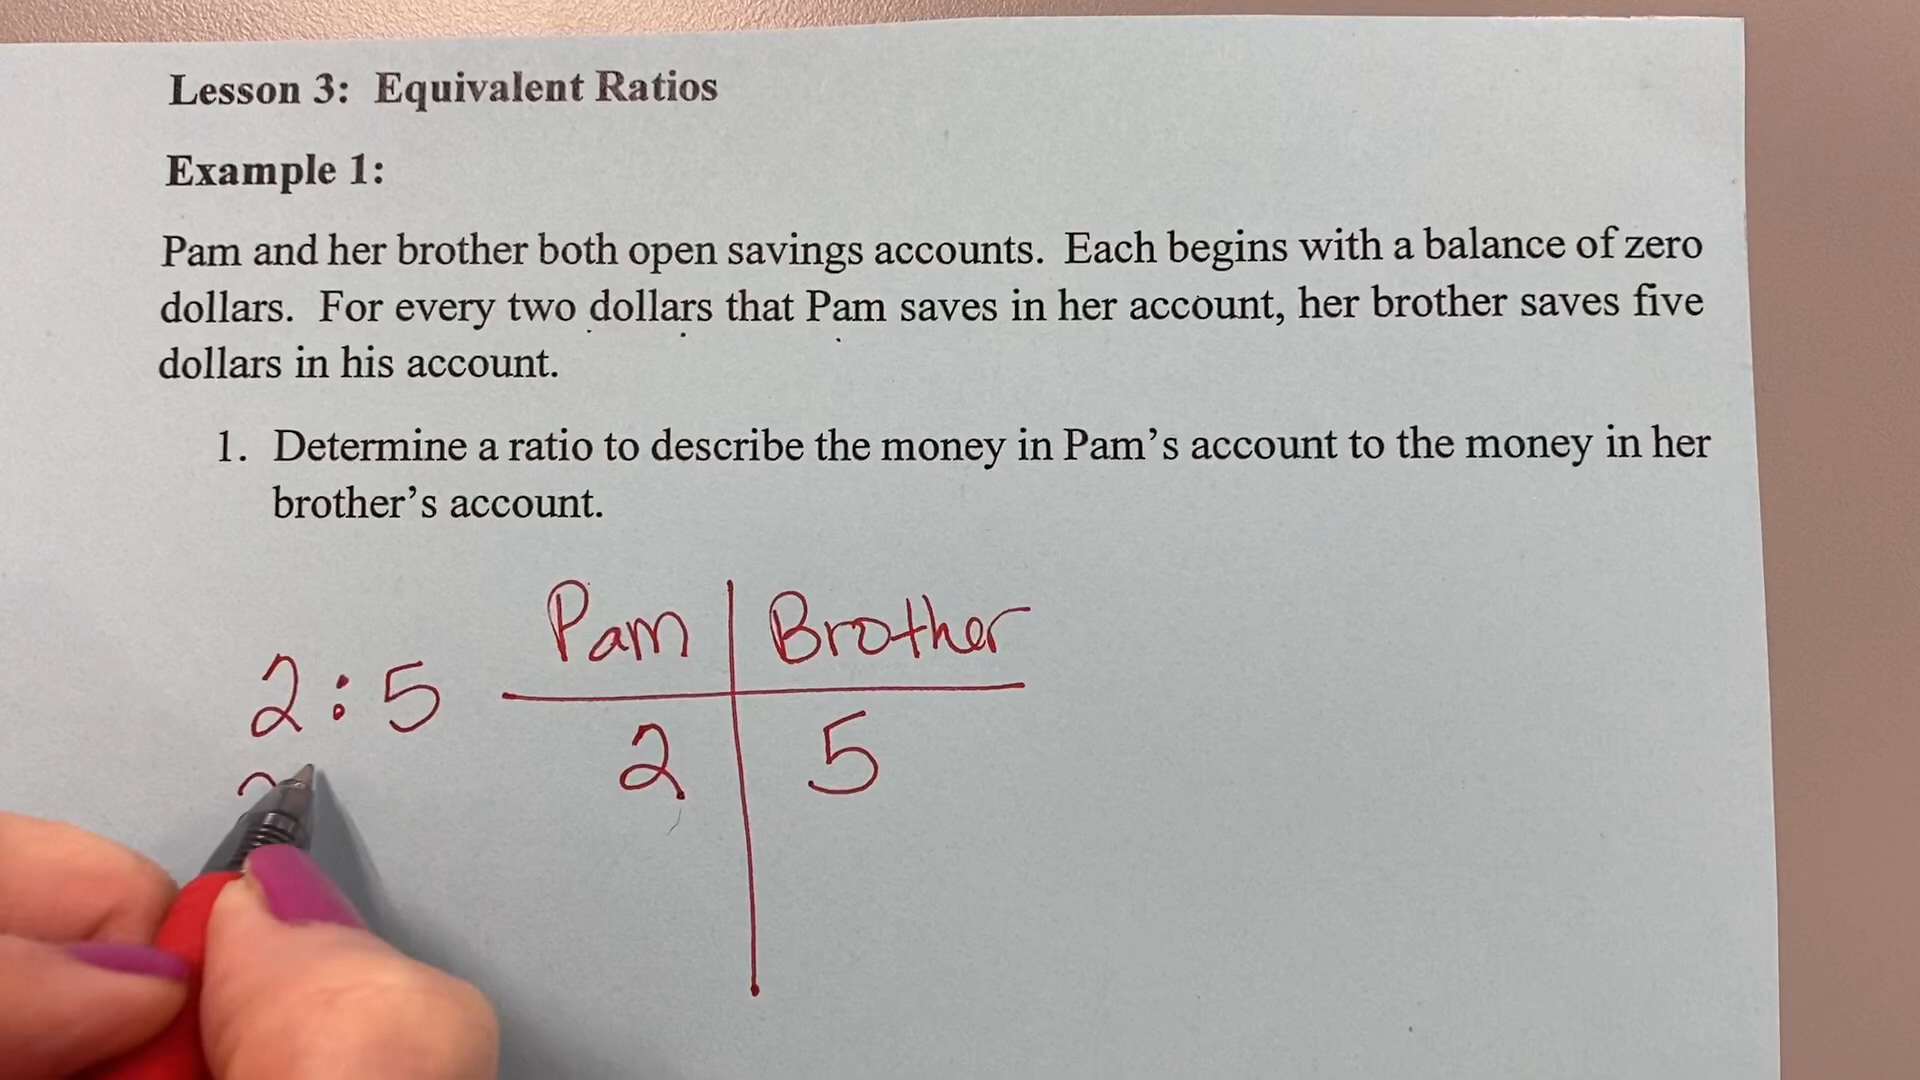 Lesson 3: Equivalent Ratios
Example 1:
Pam and her brother both open savings accounts. Each begins with a balance of zero
dollars. For every two dollars that Pam saves in her account, her brother saves five
dollars in his account.
1. Determine a ratio to describe the money in Pam’s account to the money in her
brother’s account.
Pam Brother
2:5
2 5